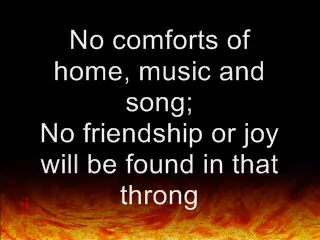 No comforts of
home, music and
song;
No friendship or joy
will be found in that
throng